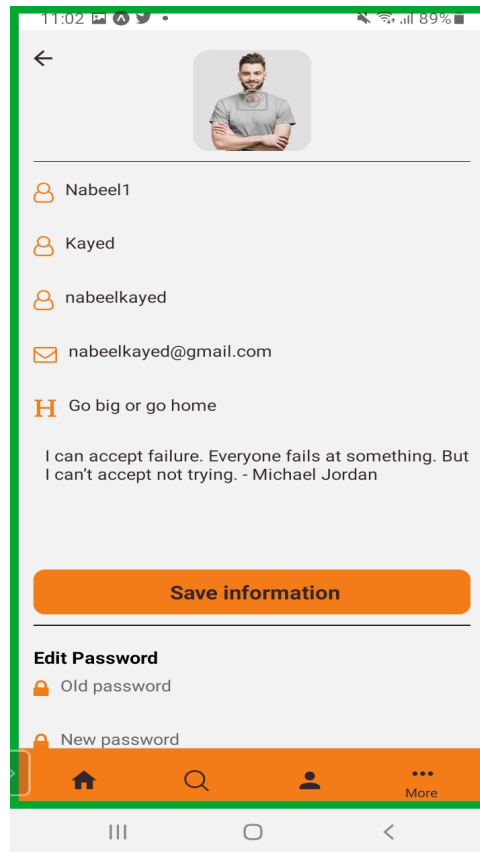 11:02 89%
Nabeel1
Kayed
nabeelkayed
nabeelkayed@gmail.com
H Go big or go home
I can accept failure. Everyone fails at something. But
I can't accept not trying. - Michael Jordan
Save information
Edit Password
Old password
New password
More